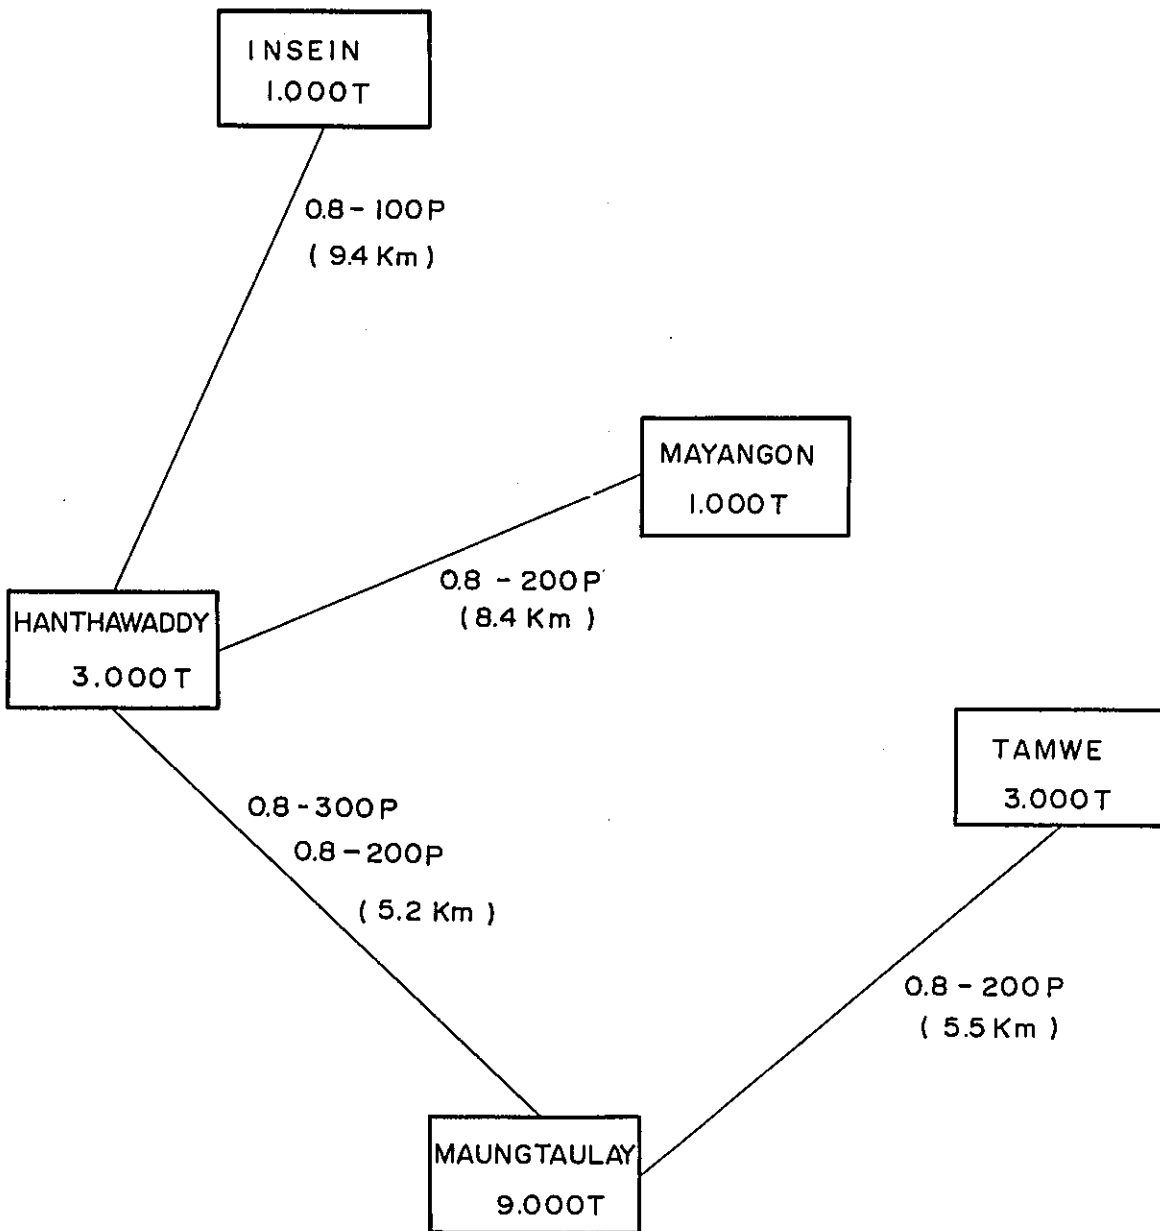 INSEIN
1.000T
0.8-100P
(9.4 Km)
MAYANGON
1.000T
0.8 - 200P
(8.4 Km)
HANTHAWADDY
3.000T
TAMWE
3.000T
0.8-300P
0.8-200P
(5.2 Km)
0.8-200P
(5.5 Km)
MAUNGTAULAY
9.000T